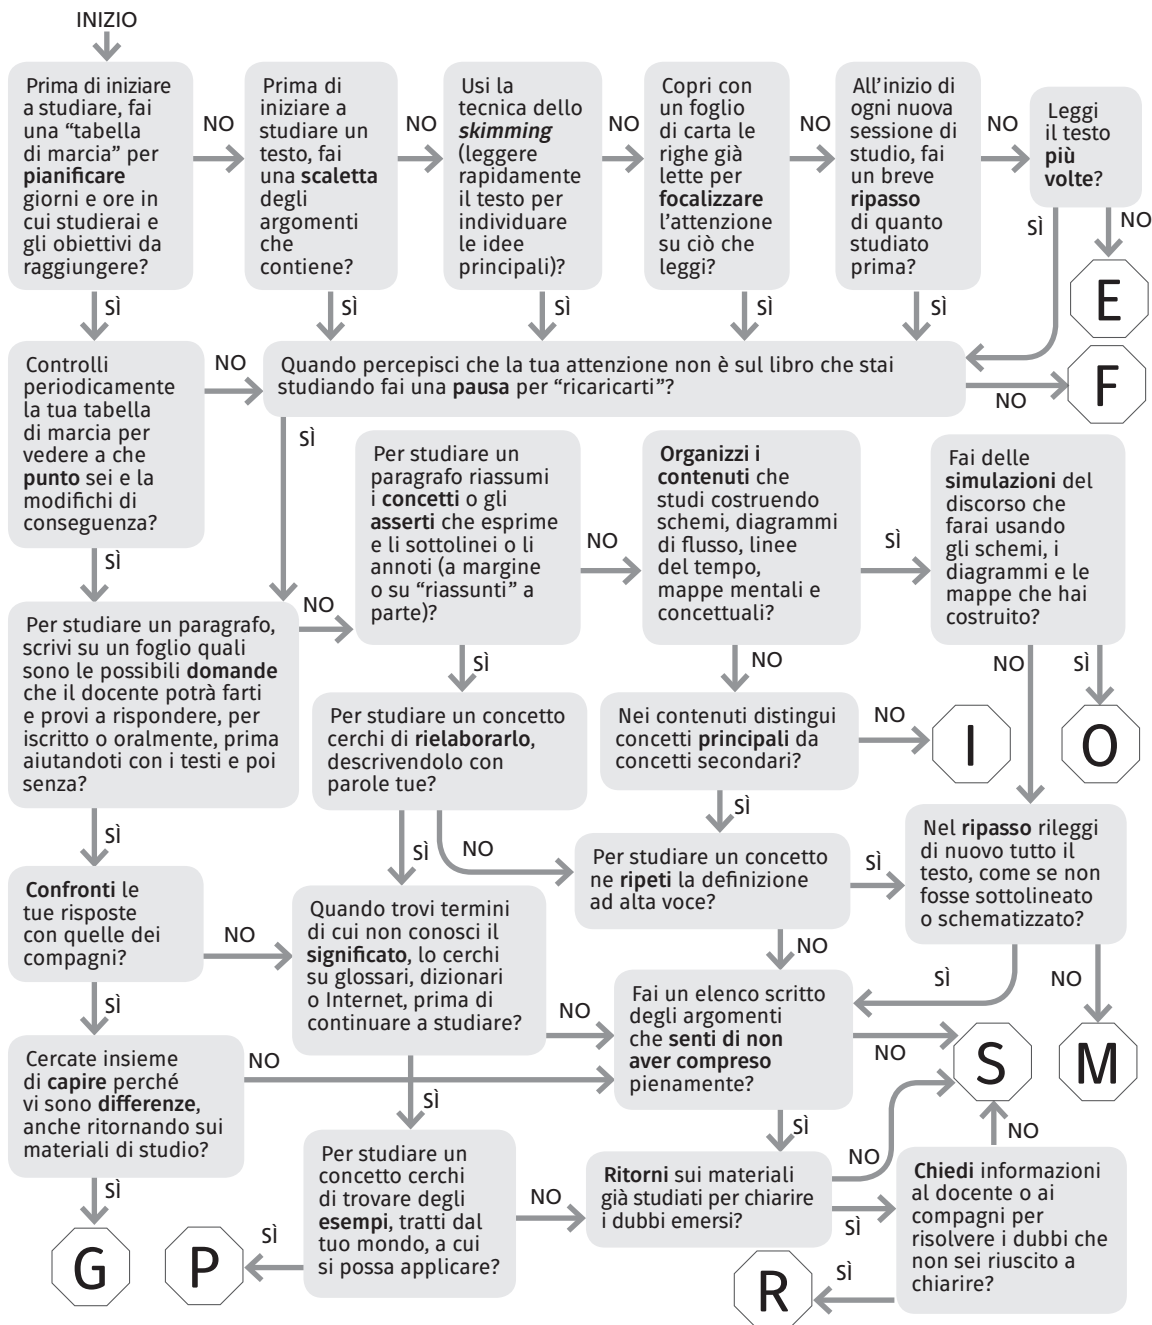 INIZIO
Prima di iniziare
a studiare, fai
una “tabella
di marcia” per
pianificare
giorni e ore in
cui studierai e
gli obiettivi da
raggiungere?
NO
SÌ
Prima di
iniziare a
studiare un
testo, fai
una scaletta
degli
argomenti
che
contiene?
NO
SÌ
Usi la
tecnica dello
skimming
(leggere
rapidamente
il testo per
individuare
le idee
principali)?
NO
SÌ
Copri con
un foglio
di carta le
righe già
lette per
focalizzare
l’attenzione
su ciò che
leggi?
NO
SÌ
All’inizio di
ogni nuova
sessione di
studio, fai
un breve
ripasso
di quanto
studiato
prima?
NO
SÌ
Leggi
il testo
più
volte?
SÌ
NO
E
Controlli
periodicamente
la tua tabella
di marcia per
vedere a che
punto sei e la
modifichi di
conseguenza?
NO
SÌ
Quando percepisci che la tua attenzione non è sul libro che stai
studiando fai una pausa per “ricaricarti”?
NO
F
SÌ
Per studiare un
paragrafo riassumi
i concetti o gli
asserti che esprime
e li sottolinei o li
annoti (a margine
o su “riassunti” a
parte)?
NO
SÌ
Organizzi i
contenuti che
studi costruendo
schemi, diagrammi
di flusso, linee
del tempo,
mappe mentali e
concettuali?
SÌ
NO
Fai delle
simulazioni del
discorso che
farai usando
gli schemi, i
diagrammi e le
mappe che hai
costruito?
NO
SÌ
Per studiare un paragrafo,
scrivi su un foglio quali
sono le possibili domande
che il docente potrà farti
e provi a rispondere, per
iscritto o oralmente, prima
aiutandoti con i testi e poi
senza?
NO
SÌ
Per studiare un concetto
cerchi di rielaborarlo,
descrivendolo con
parole tue?
SÌ
NO
Nei contenuti distingui
concetti principali da
concetti secondari?
NO
I
O
SÌ
Confronti le
tue risposte
con quelle dei
compagni?
NO
SÌ
Quando trovi termini
di cui non conosci il
significato, lo cerchi
su glossari, dizionari
o Internet, prima di
continuare a studiare?
NO
SÌ
Per studiare un concetto
ne ripeti la definizione
ad alta voce?
SÌ
NO
Nel ripasso rileggi
di nuovo tutto il
testo, come se non
fosse sottolineato
o schematizzato?
SÌ
NO
Fai un elenco scritto
degli argomenti
che senti di non
aver compreso
pienamente?
NO
SÌ
S
M
Cercate insieme
di capire perché
vi sono differenze,
anche ritornando sui
materiali di studio?
NO
SÌ
Per studiare un
concetto cerchi
di trovare degli
esempi, tratti dal
tuo mondo, a cui
si possa applicare?
NO
SÌ
Ritorni sui materiali
già studiati per chiarire
i dubbi emersi?
NO
SÌ
Chiedi informazioni
al docente o ai
compagni per
risolvere i dubbi che
non sei riuscito a
chiarire?
NO
SÌ
G
P
R